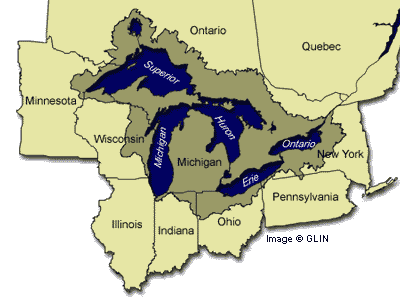 Ontario
Quebec
Superior
Minnesota
Huron
Wisconsin
Michigan
Michigan
Ontario
New York
Erie
Pennsylvania
Illinois
Indiana
Ohio
Image © GLIN